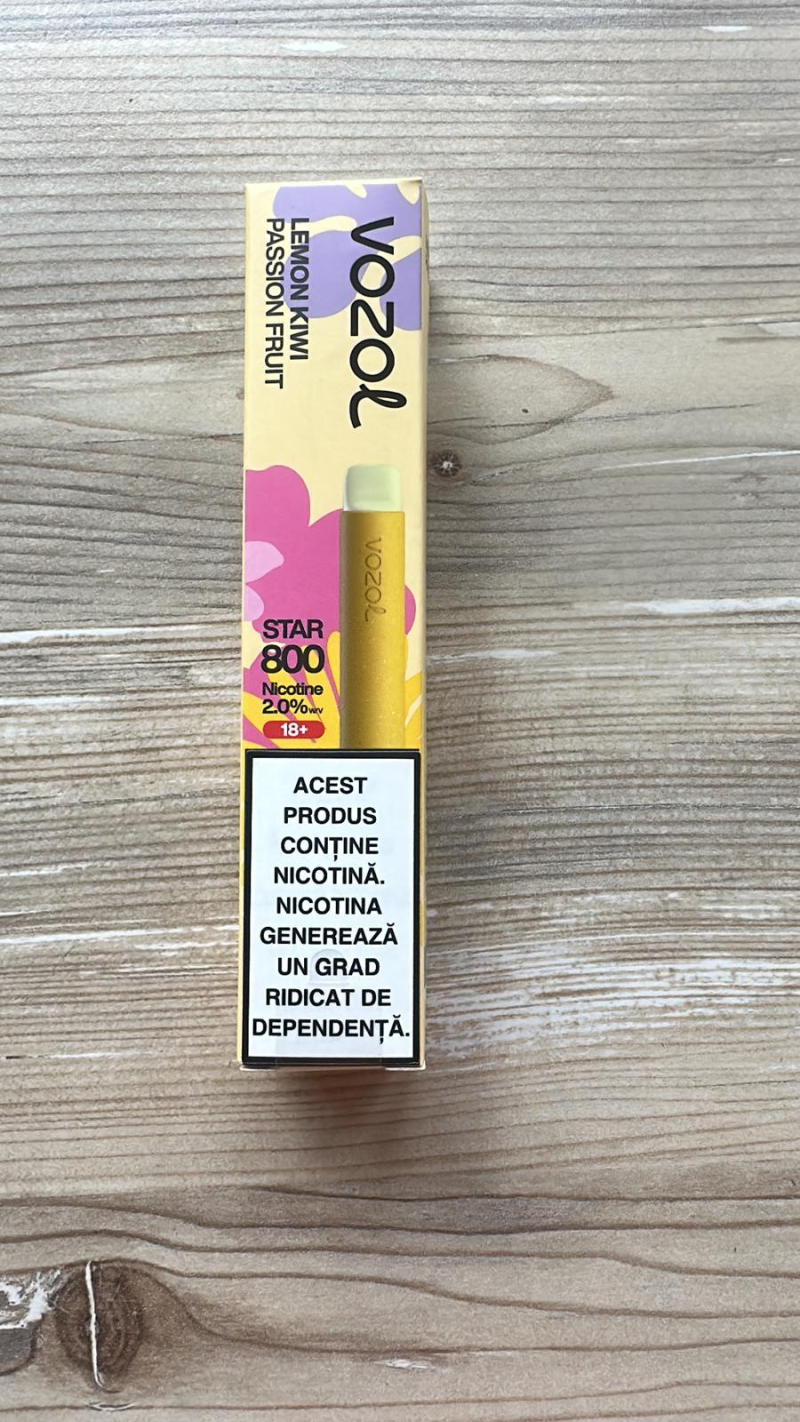 VOZOL
LEMON KIWI
PASSION FRUIT
VOZOL
STAR
800
Nicotine
2.0% w/v
18+
ACEST
PRODUS
CONȚINE
NICOTINĂ.
NICOTINA
GENEREAZĂ
UN GRAD
RIDICAT DE
DEPENDENȚĂ.